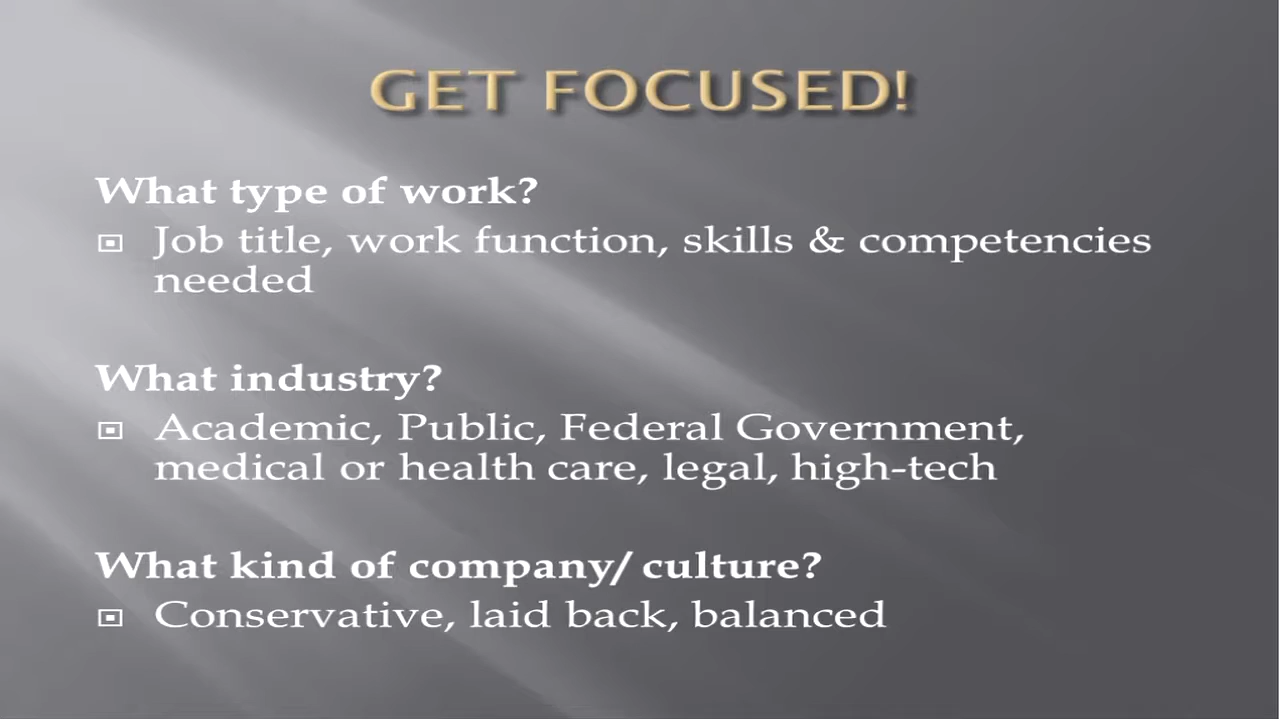 GET FOCUSED!
What type of work?
Job title, work function, skills & competencies
needed
What industry?
Academic, Public, Federal Government,
medical or health care, legal, high-tech
What kind of company/ culture?
Conservative, laid back, balanced